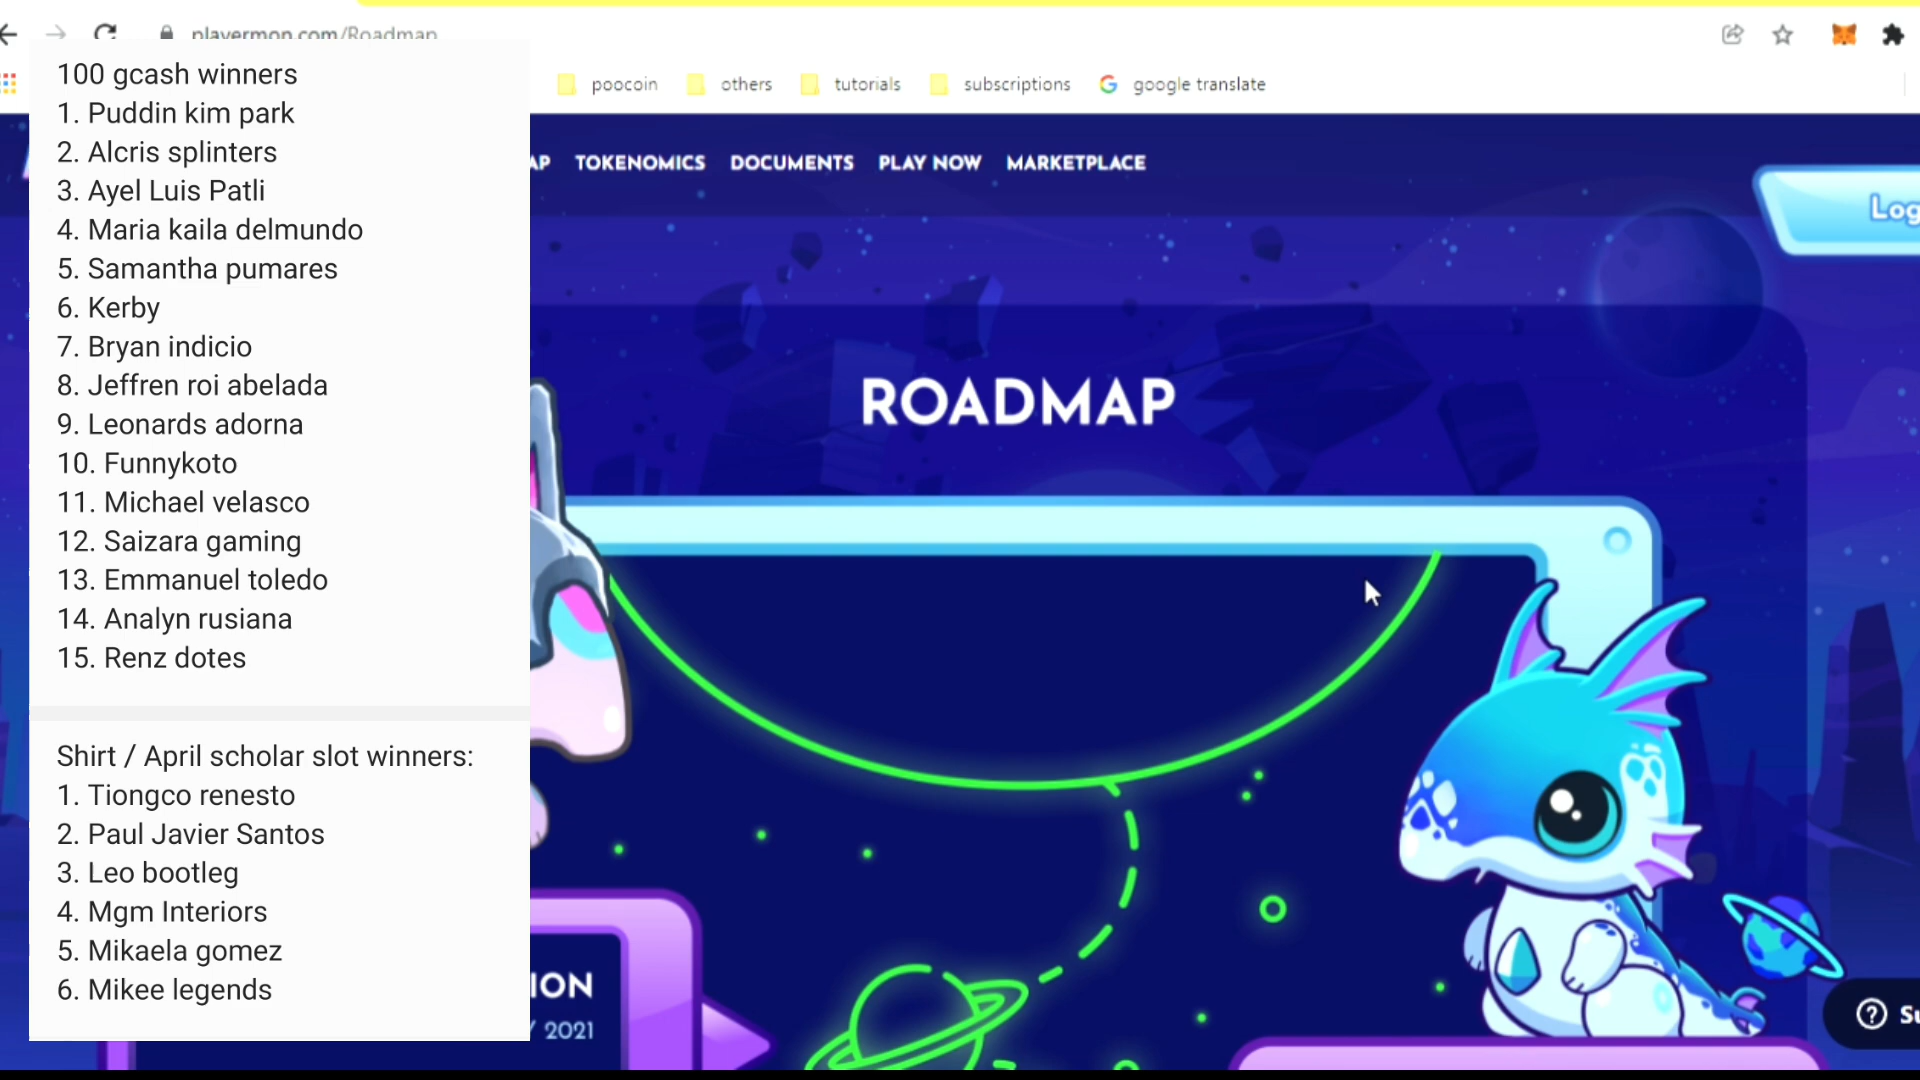 playermon.com/Roadmap
poocoin
others
tutorials
subscriptions
google translate
100 gcash winners
1. Puddin kim park
2. Alcris splinters
3. Ayel Luis Patli
4. Maria kaila delmundo
5. Samantha pumares
6. Kerby
7. Bryan indicio
8. Jeffren roi abelada
9. Leonards adorna
10. Funnykoto
11. Michael velasco
12. Saizara gaming
13. Emmanuel toledo
14. Analyn rusiana
15. Renz dotes
Shirt / April scholar slot winners:
1. Tiongco renesto
2. Paul Javier Santos
3. Leo bootleg
4. Mgm Interiors
5. Mikaela gomez
6. Mikee legends
AP TOKENOMICS DOCUMENTS PLAY NOW MARKETPLACE
Log
ROADMAP
ION
/ 2021
Su